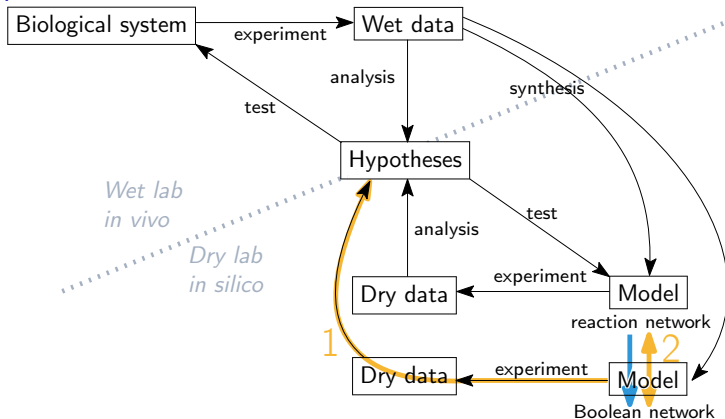 Biological system
experiment
Wet data
analysis
synthesis
test
Hypotheses
Wet lab
in vivo
test
analysis
Dry lab
in silico
experiment
Dry data
Model
reaction network
1
2
experiment
Dry data
Model
Boolean network